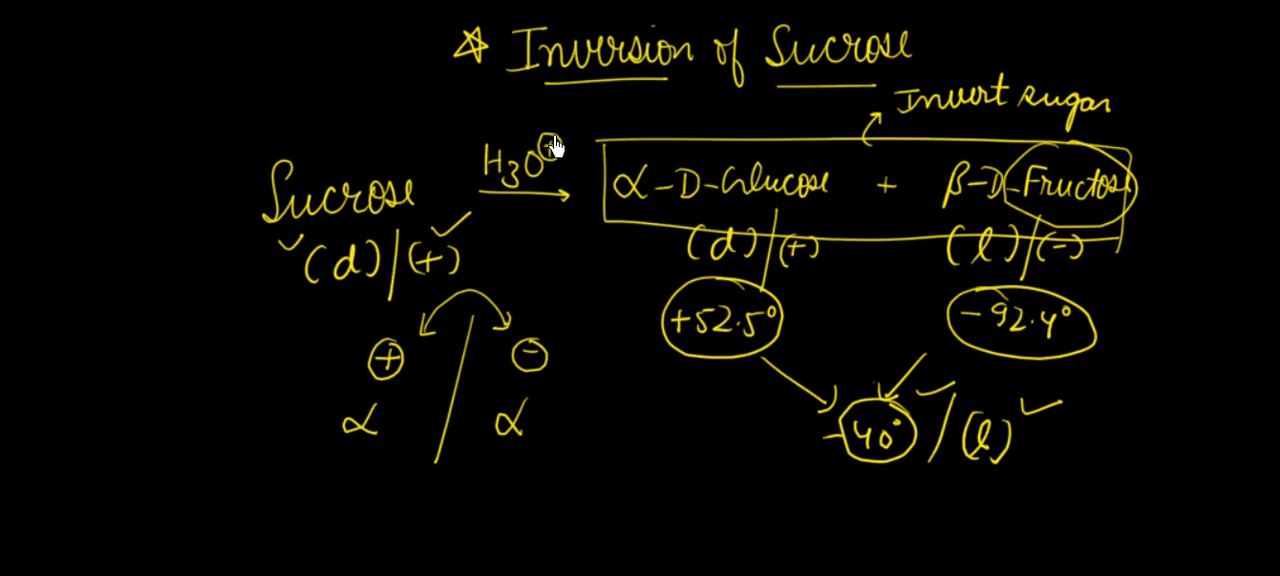 ☆ Inversion of Sucrose
Invert sugar
Sucrose H3O⊕ → α-D-Glucose + β-D-Fructose
(d)/(+) (d)/(+) (l)/(-)
+52.5° -92.4°
⊕ ⊖
α α
-40° / (l)